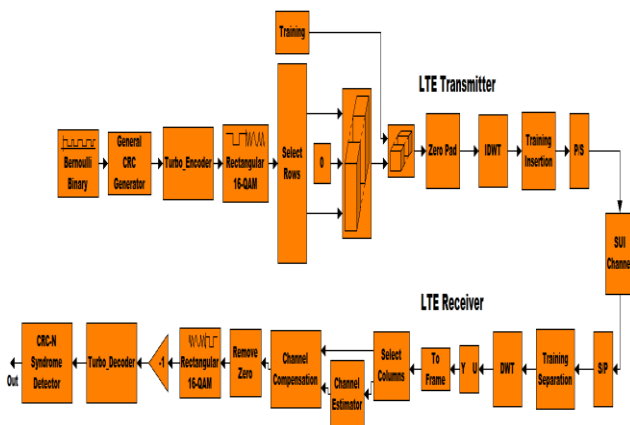 Training
LTE Transmitter
Bernoulli
Binary
General
CRC
Generator
Turbo_Encoder
Rectangular
16-QAM
Select
Rows
0
Zero Pad
IDWT
Training
Insertion
P/S
SUI
Channel
LTE Receiver
Out
CRC-N
Syndrome
Detector
Turbo_Decoder
-1
Rectangular
16-QAM
Remove
Zero
Channel
Compensation
Channel
Estimator
Select
Columns
To
Frame
Y U
DWT
Training
Separation
S/P